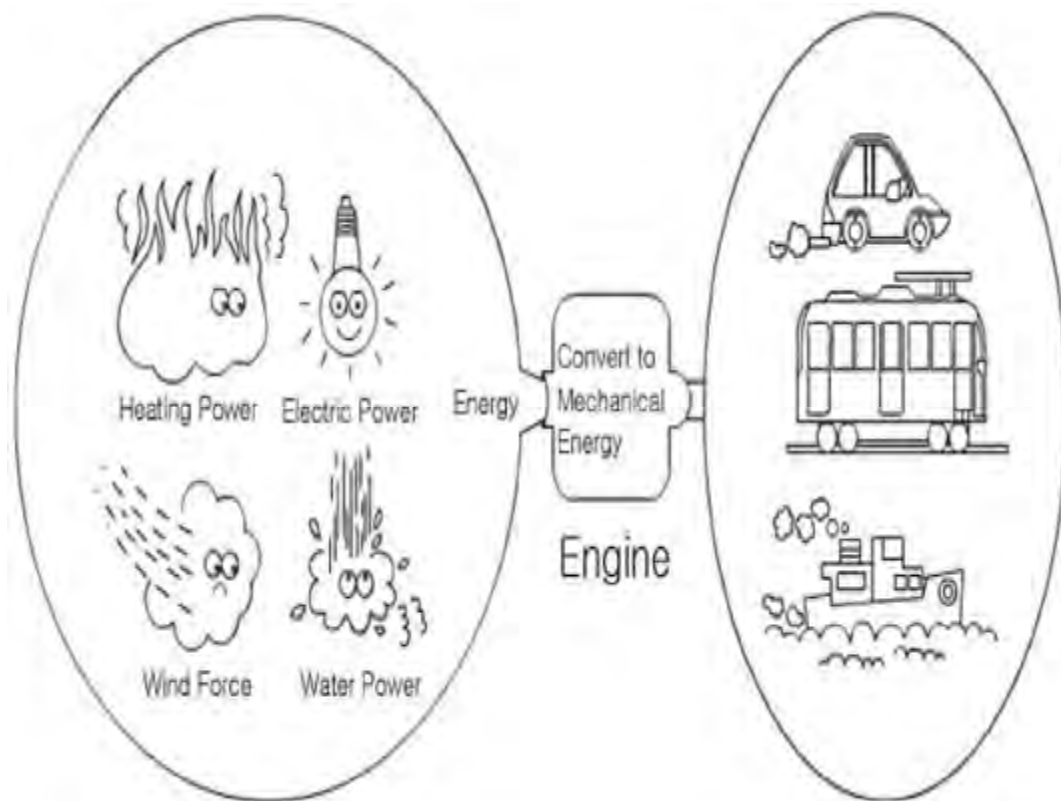 Heating Power
Electric Power
Wind Force
Water Power
Energy
Convert to
Mechanical
Energy
Engine